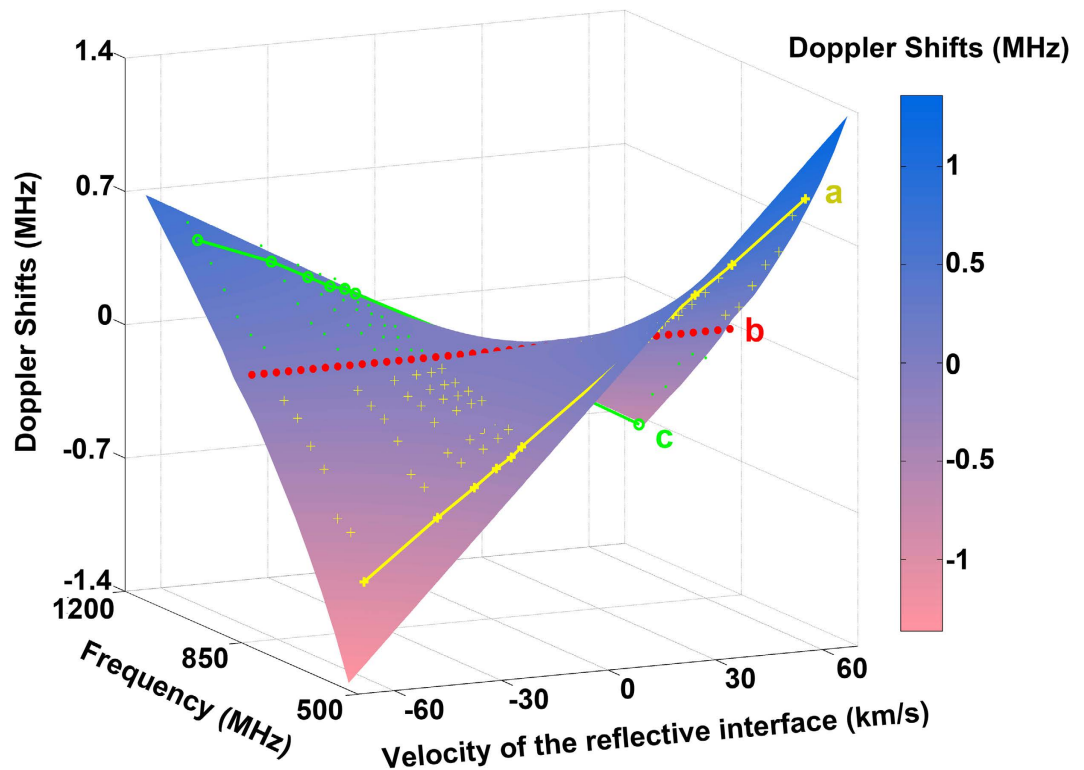 Doppler Shifts (MHz)
1.4
0.7
0
-0.7
-1.4
Doppler Shifts (MHz)
1200
850
500
Frequency (MHz)
-60
-30
0
30
60
Velocity of the reflective interface (km/s)
a
b
c
1
0.5
0
-0.5
-1